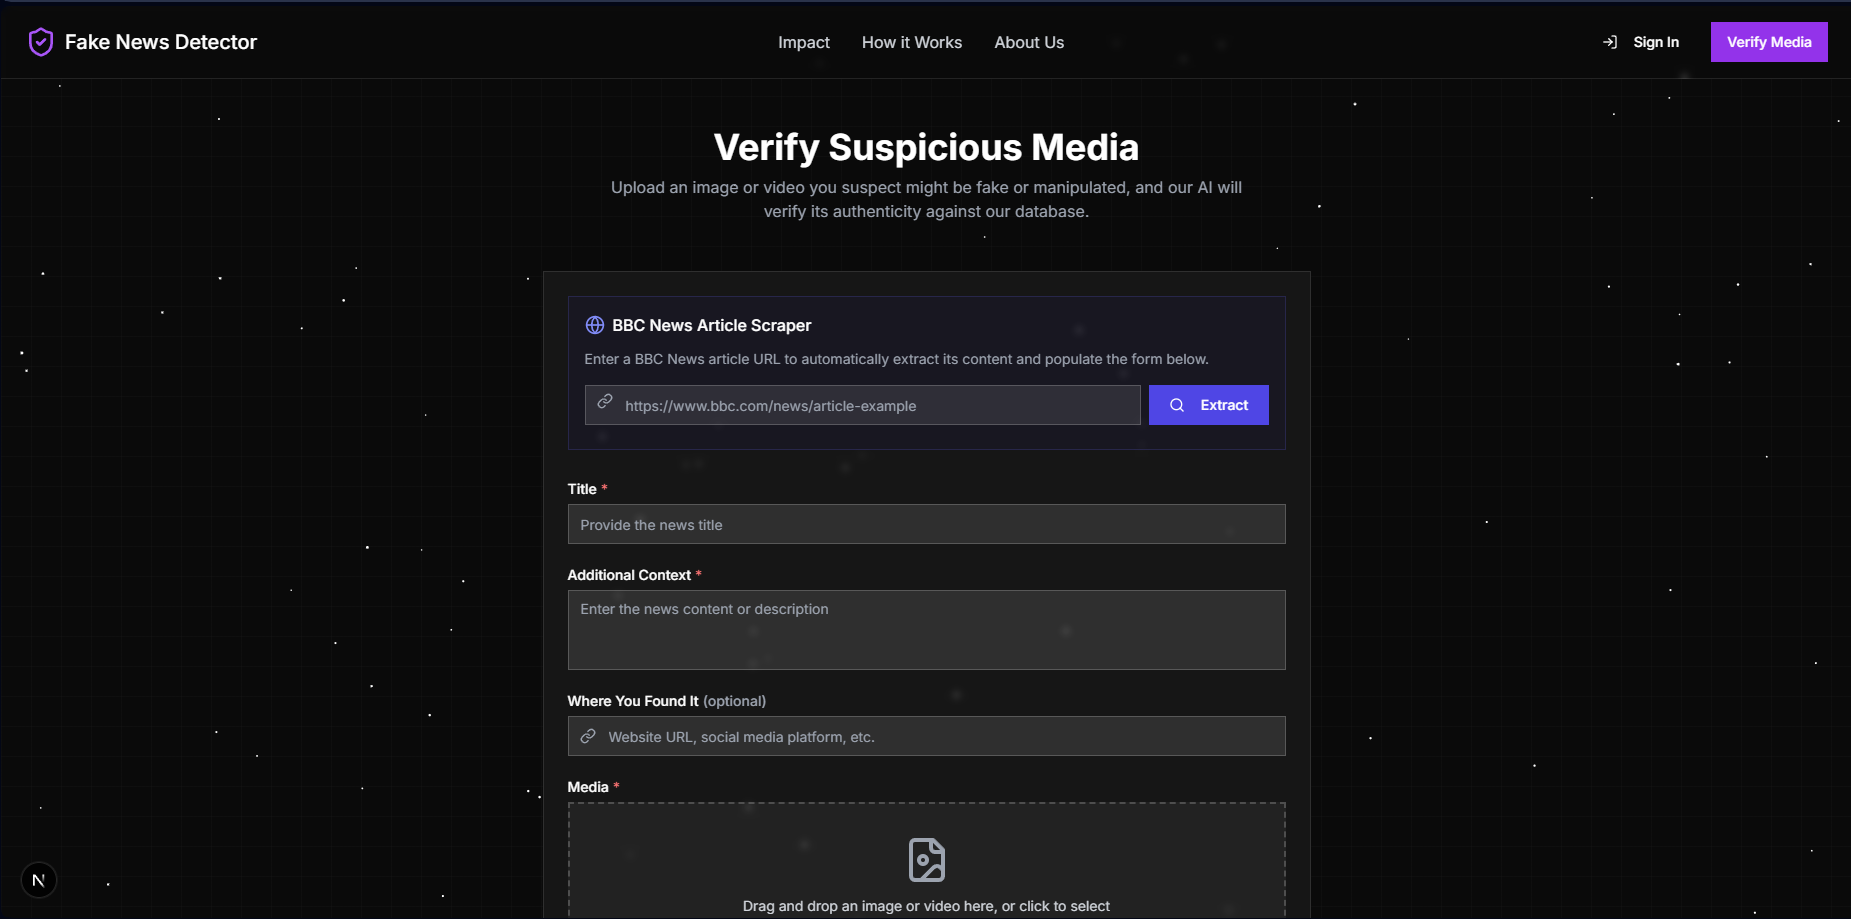 Fake News Detector
Impact
How it Works
About Us
Sign In
Verify Media
Verify Suspicious Media
Upload an image or video you suspect might be fake or manipulated, and our AI will
verify its authenticity against our database.
BBC News Article Scraper
Enter a BBC News article URL to automatically extract its content and populate the form below.
https://www.bbc.com/news/article-example
Extract
Title *
Provide the news title
Additional Context *
Enter the news content or description
Where You Found It (optional)
Website URL, social media platform, etc.
Media *
Drag and drop an image or video here, or click to select
N